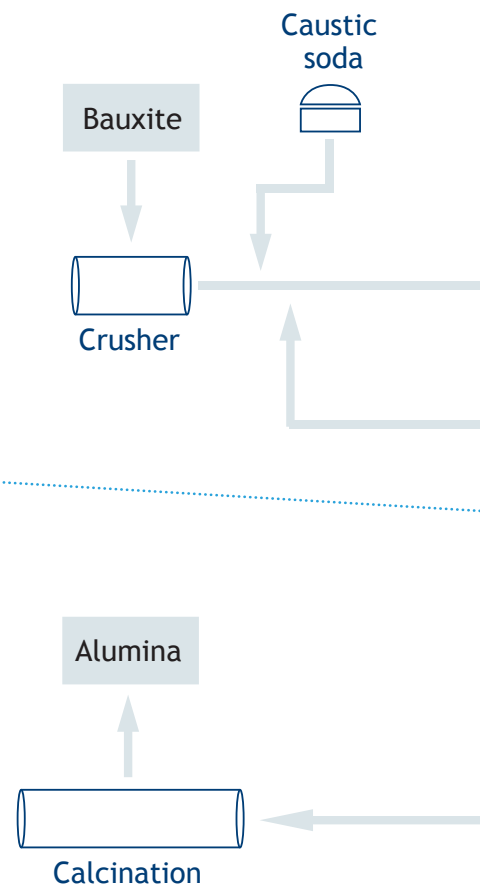 Caustic
soda
Bauxite
Crusher
Alumina
Calcination